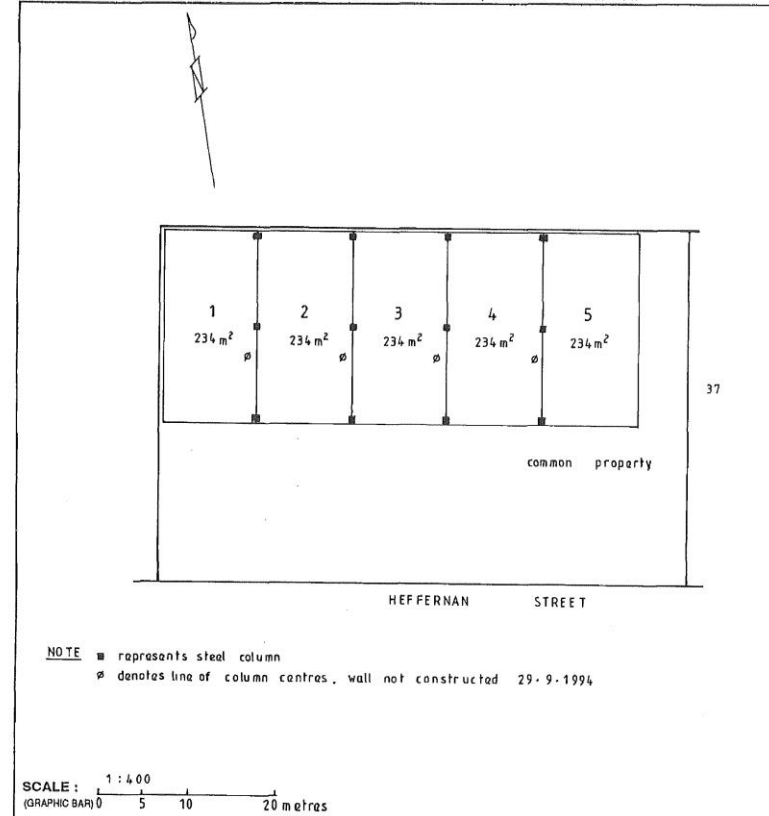 1 2 3 4 5
234 m² 234 m² 234 m² 234 m² 234 m²
ø ø ø ø
37
common property
HEFFERNAN STREET
NOTE ■ represents steel column
ø denotes line of column centres, wall not constructed 29·9·1994
SCALE : 1:400
(GRAPHIC BAR) 0 5 10 20 metres